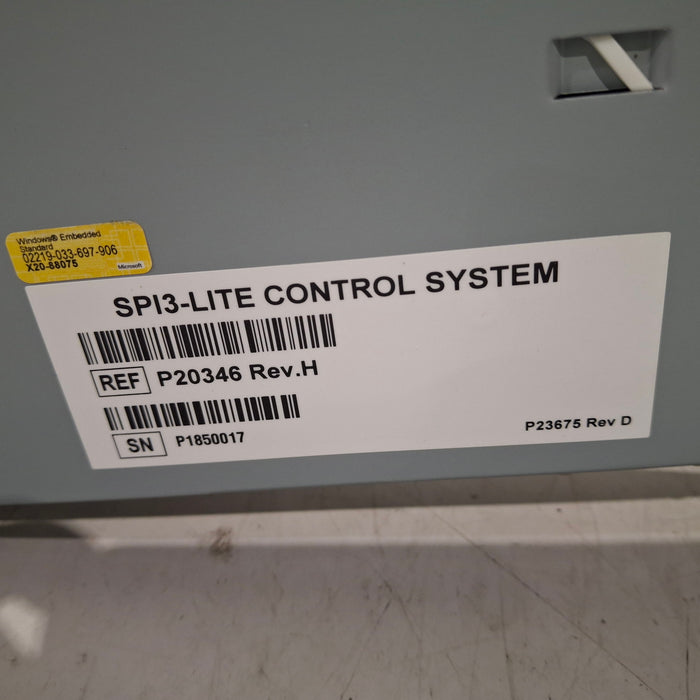 Windows® Embedded
Standard
02219-033-697-906
X20-68075
Microsoft
SPI3-LITE CONTROL SYSTEM
REF P20346 Rev.H
SN P1850017
P23675 Rev D